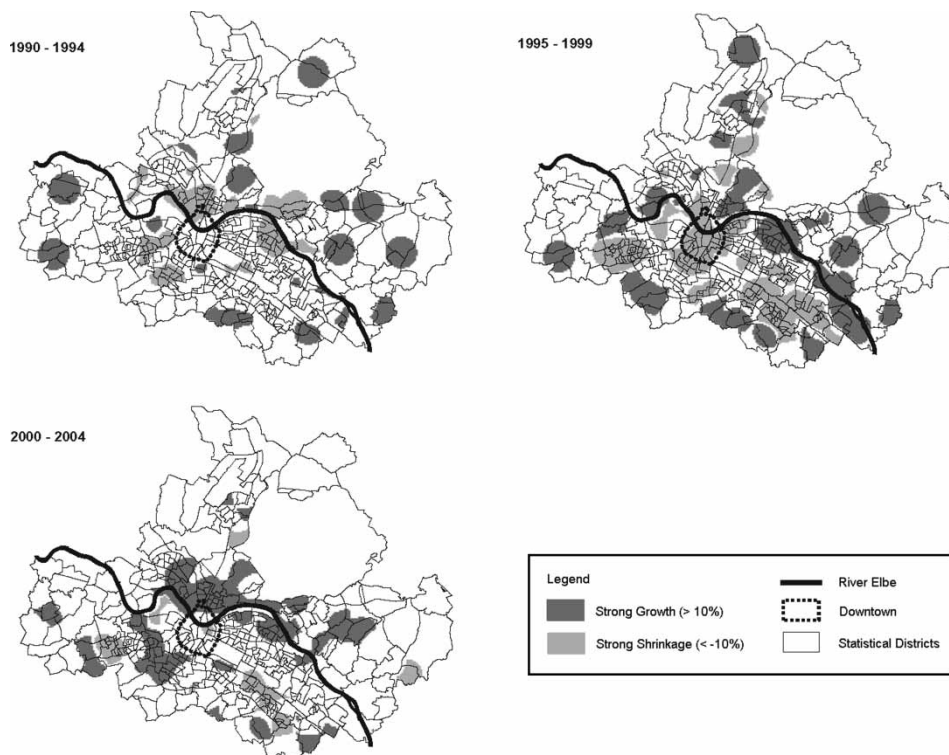 1990 - 1994
1995 - 1999
2000 - 2004
Legend
Strong Growth (> 10%)
Strong Shrinkage (< -10%)
River Elbe
Downtown
Statistical Districts